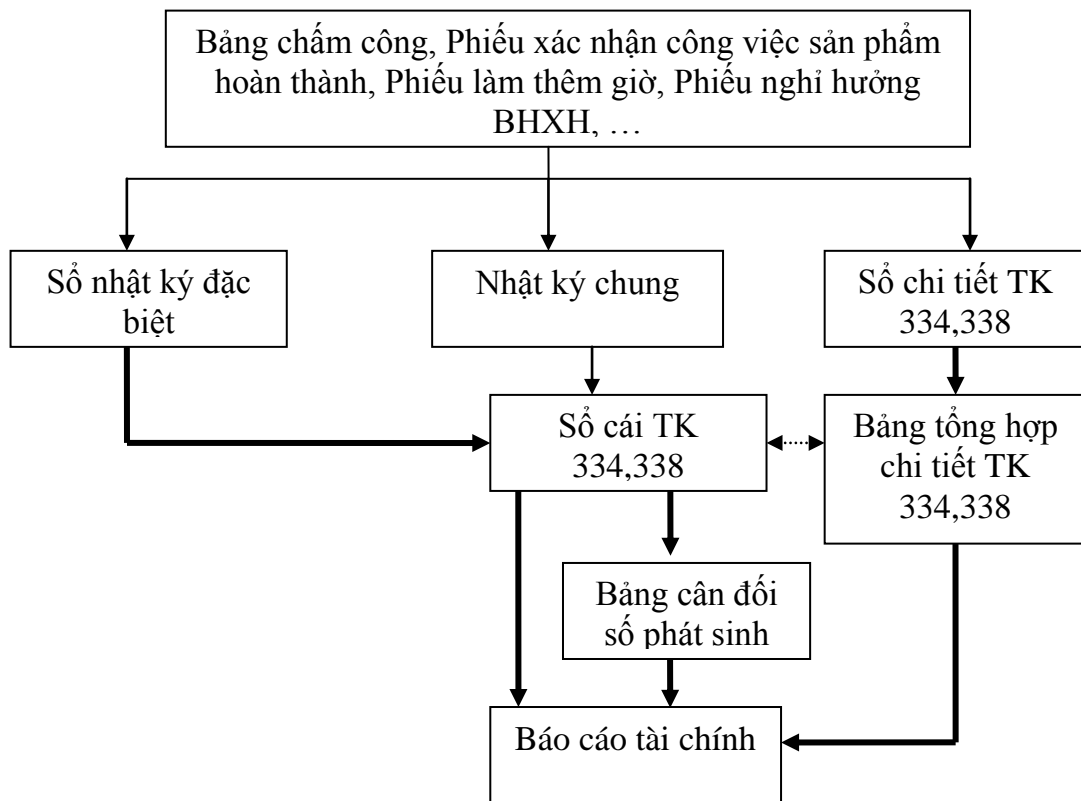 Bảng chấm công, Phiếu xác nhận công việc sản phẩm
hoàn thành, Phiếu làm thêm giờ, Phiếu nghỉ hưởng
BHXH, …
Sổ nhật ký đặc
biệt
Nhật ký chung
Sổ chi tiết TK
334,338
Sổ cái TK
334,338
Bảng tổng hợp
chi tiết TK
334,338
Bảng cân đối
số phát sinh
Báo cáo tài chính